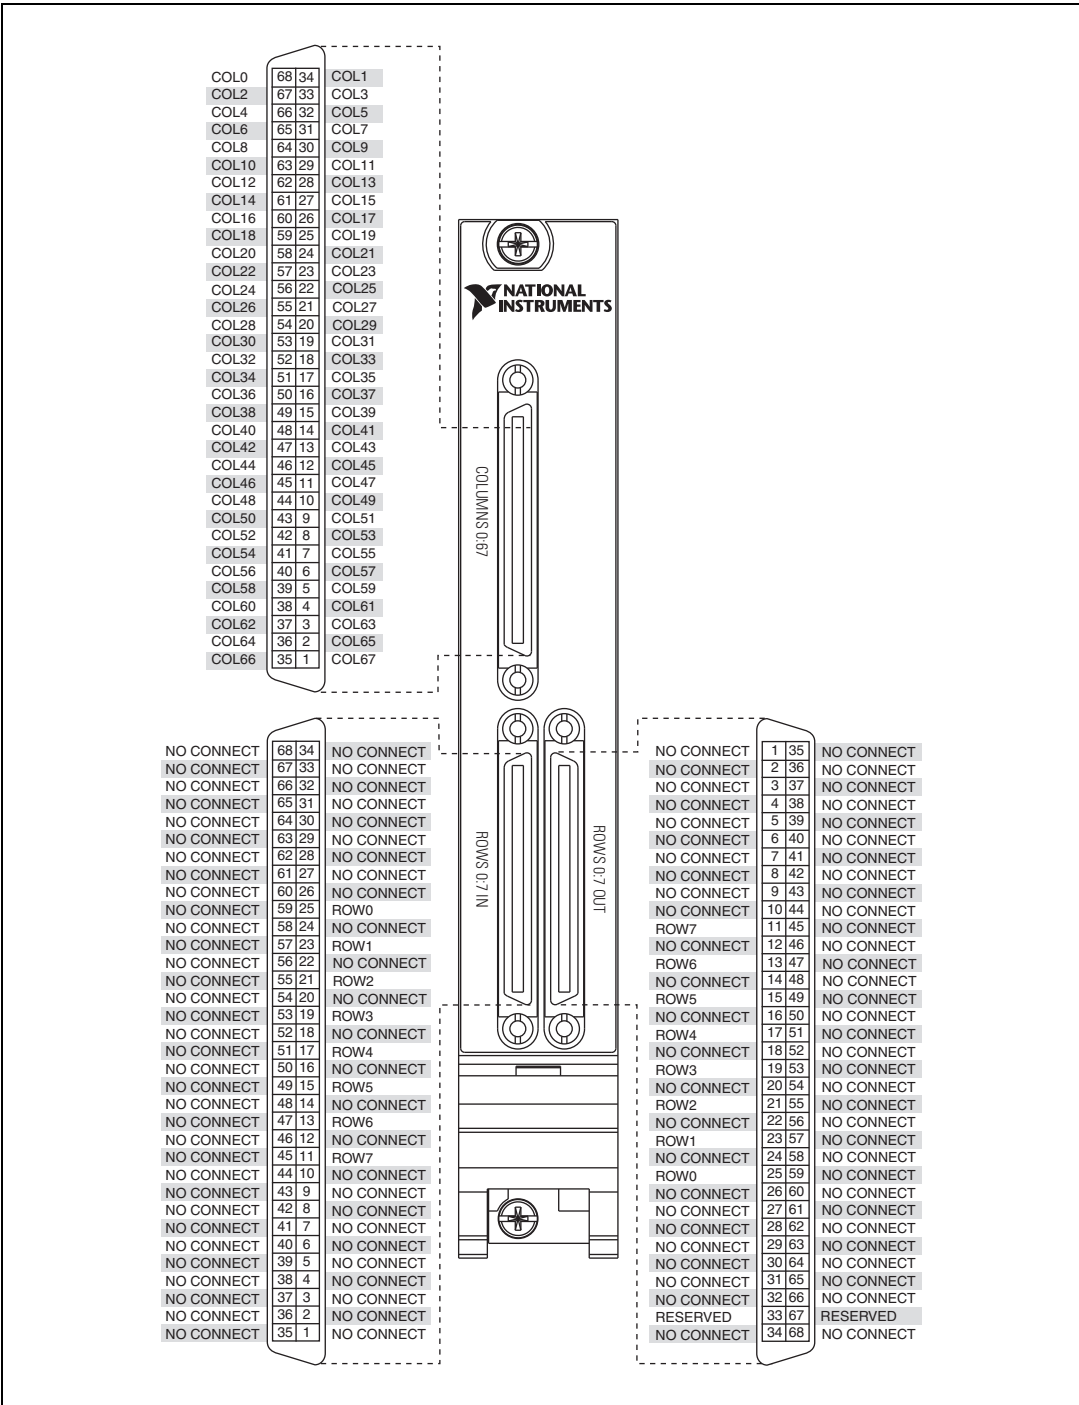 COL0 68 34 COL1
COL2 67 33 COL3
COL4 66 32 COL5
COL6 65 31 COL7
COL8 64 30 COL9
COL10 63 29 COL11
COL12 62 28 COL13
COL14 61 27 COL15
COL16 60 26 COL17
COL18 59 25 COL19
COL20 58 24 COL21
COL22 57 23 COL23
COL24 56 22 COL25
COL26 55 21 COL27
COL28 54 20 COL29
COL30 53 19 COL31
COL32 52 18 COL33
COL34 51 17 COL35
COL36 50 16 COL37
COL38 49 15 COL39
COL40 48 14 COL41
COL42 47 13 COL43
COL44 46 12 COL45
COL46 45 11 COL47
COL48 44 10 COL49
COL50 43 9 COL51
COL52 42 8 COL53
COL54 41 7 COL55
COL56 40 6 COL57
COL58 39 5 COL59
COL60 38 4 COL61
COL62 37 3 COL63
COL64 36 2 COL65
COL66 35 1 COL67
NATIONAL
INSTRUMENTS
COLUMNS 0:67
ROWS 0:7 IN
ROWS 0:7 OUT
NO CONNECT 68 34 NO CONNECT
NO CONNECT 67 33 NO CONNECT
NO CONNECT 66 32 NO CONNECT
NO CONNECT 65 31 NO CONNECT
NO CONNECT 64 30 NO CONNECT
NO CONNECT 63 29 NO CONNECT
NO CONNECT 62 28 NO CONNECT
NO CONNECT 61 27 NO CONNECT
NO CONNECT 60 26 NO CONNECT
NO CONNECT 59 25 ROW0
NO CONNECT 58 24 NO CONNECT
NO CONNECT 57 23 ROW1
NO CONNECT 56 22 NO CONNECT
NO CONNECT 55 21 ROW2
NO CONNECT 54 20 NO CONNECT
NO CONNECT 53 19 ROW3
NO CONNECT 52 18 NO CONNECT
NO CONNECT 51 17 ROW4
NO CONNECT 50 16 NO CONNECT
NO CONNECT 49 15 ROW5
NO CONNECT 48 14 NO CONNECT
NO CONNECT 47 13 ROW6
NO CONNECT 46 12 NO CONNECT
NO CONNECT 45 11 ROW7
NO CONNECT 44 10 NO CONNECT
NO CONNECT 43 9 NO CONNECT
NO CONNECT 42 8 NO CONNECT
NO CONNECT 41 7 NO CONNECT
NO CONNECT 40 6 NO CONNECT
NO CONNECT 39 5 NO CONNECT
NO CONNECT 38 4 NO CONNECT
NO CONNECT 37 3 NO CONNECT
NO CONNECT 36 2 NO CONNECT
NO CONNECT 35 1 NO CONNECT
NO CONNECT 1 35 NO CONNECT
NO CONNECT 2 36 NO CONNECT
NO CONNECT 3 37 NO CONNECT
NO CONNECT 4 38 NO CONNECT
NO CONNECT 5 39 NO CONNECT
NO CONNECT 6 40 NO CONNECT
NO CONNECT 7 41 NO CONNECT
NO CONNECT 8 42 NO CONNECT
NO CONNECT 9 43 NO CONNECT
NO CONNECT 10 44 NO CONNECT
ROW7 11 45 NO CONNECT
NO CONNECT 12 46 NO CONNECT
ROW6 13 47 NO CONNECT
NO CONNECT 14 48 NO CONNECT
ROW5 15 49 NO CONNECT
NO CONNECT 16 50 NO CONNECT
ROW4 17 51 NO CONNECT
NO CONNECT 18 52 NO CONNECT
ROW3 19 53 NO CONNECT
NO CONNECT 20 54 NO CONNECT
ROW2 21 55 NO CONNECT
NO CONNECT 22 56 NO CONNECT
ROW1 23 57 NO CONNECT
NO CONNECT 24 58 NO CONNECT
ROW0 25 59 NO CONNECT
NO CONNECT 26 60 NO CONNECT
NO CONNECT 27 61 NO CONNECT
NO CONNECT 28 62 NO CONNECT
NO CONNECT 29 63 NO CONNECT
NO CONNECT 30 64 NO CONNECT
NO CONNECT 31 65 NO CONNECT
NO CONNECT 32 66 NO CONNECT
RESERVED 33 67 RESERVED
NO CONNECT 34 68 NO CONNECT